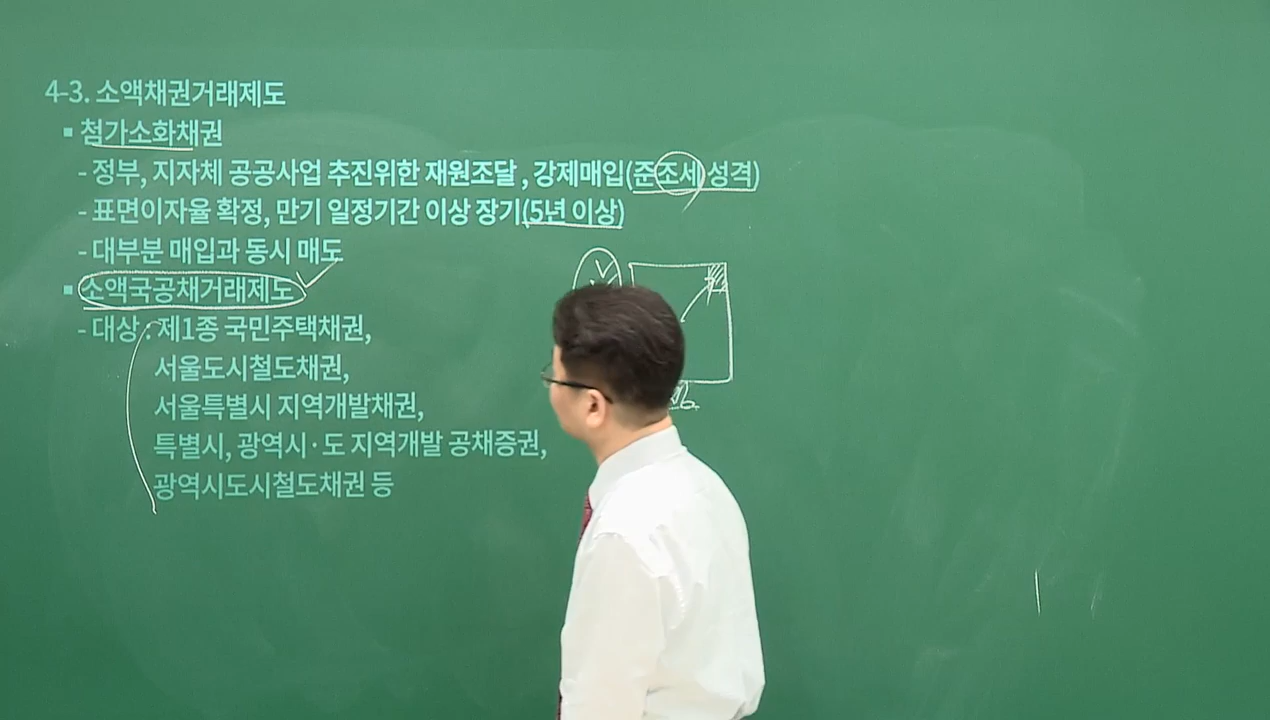 4-3. 소액채권거래제도
▪ 첨가소화채권
- 정부, 지자체 공공사업 추진위한 재원조달 , 강제매입(준조세 성격)
- 표면이자율 확정, 만기 일정기간 이상 장기(5년 이상)
- 대부분 매입과 동시 매도
▪ 소액국공채거래제도
- 대상 : 제1종 국민주택채권,
서울도시철도채권,
서울특별시 지역개발채권,
특별시, 광역시·도 지역개발 공채증권,
광역시도시철도채권 등